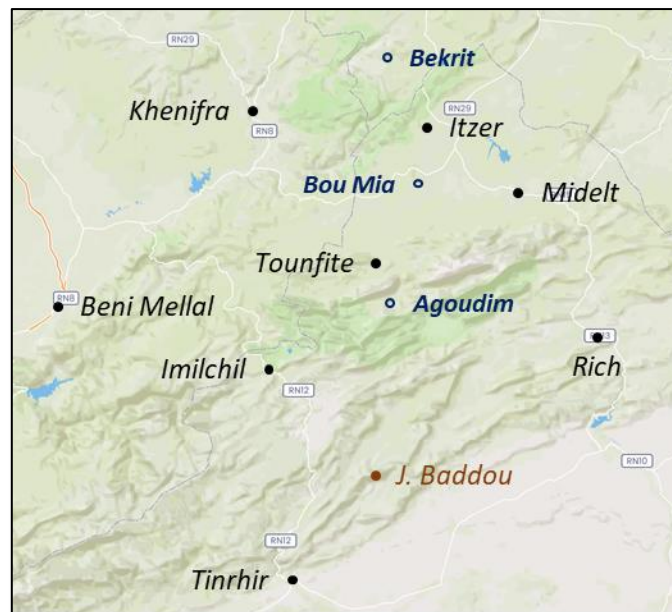 RN29
Bekrit
Khenifra
RN29
RN8
Itzer
Bou Mia
Midelt
Tounfite
RN8
Beni Mellal
Agoudim
Imilchil
Rich
RN12
J. Baddou
RN10
RN12
Tinrhir